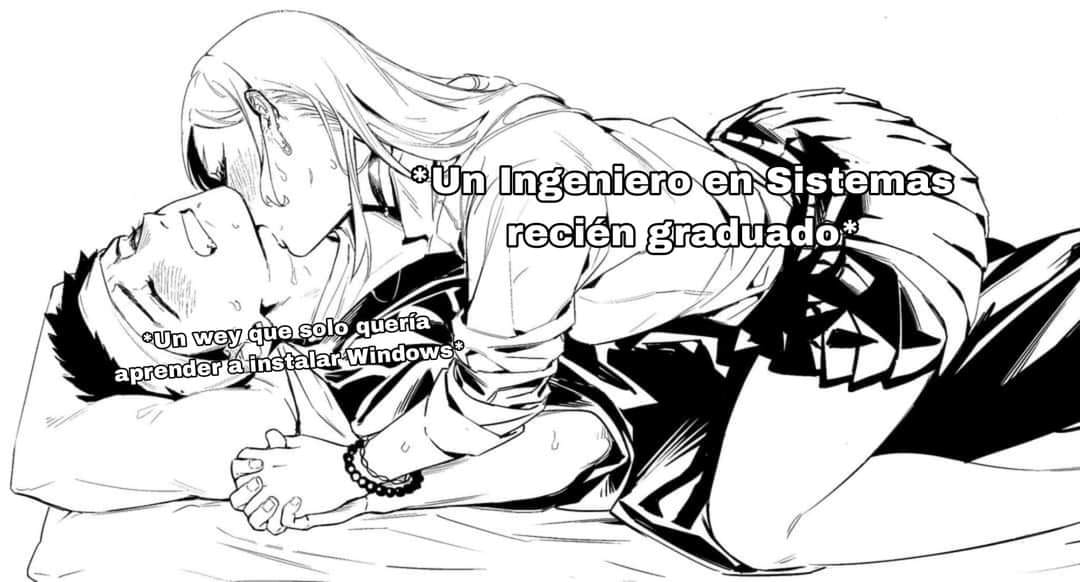 *Un Ingeniero en Sistemas
recién graduado*
*Un wey que solo quería
aprender a instalar Windows*